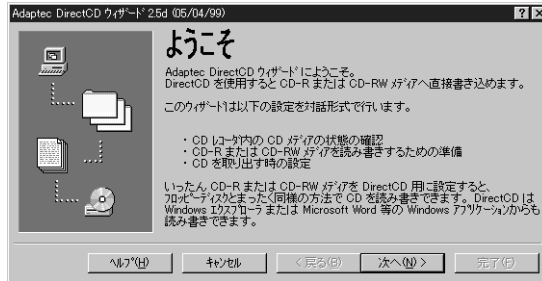 Adaptec DirectCD ウィザード 2.5d (05/04/99)
ようこそ
Adaptec DirectCD ウィザードにようこそ。
DirectCD を使用すると CD-R または CD-RW メディアへ直接書き込めます。
このウィザードは以下の設定を対話形式で行います。
・ CD レコーダ内の CD メディアの状態の確認
・ CD-R または CD-RW メディアを読み書きするための準備
・ CD を取り出す時の設定
いったん CD-R または CD-RW メディアを DirectCD 用に設定すると、
フロッピーディスクとまったく同様の方法で CD を読み書きできます。 DirectCD は
Windows エクスプローラ または Microsoft Word 等の Windows アプリケーションからも
読み書きできます。
ヘルプ(H) キャンセル < 戻る(B) 次へ(N) > 完了(F)